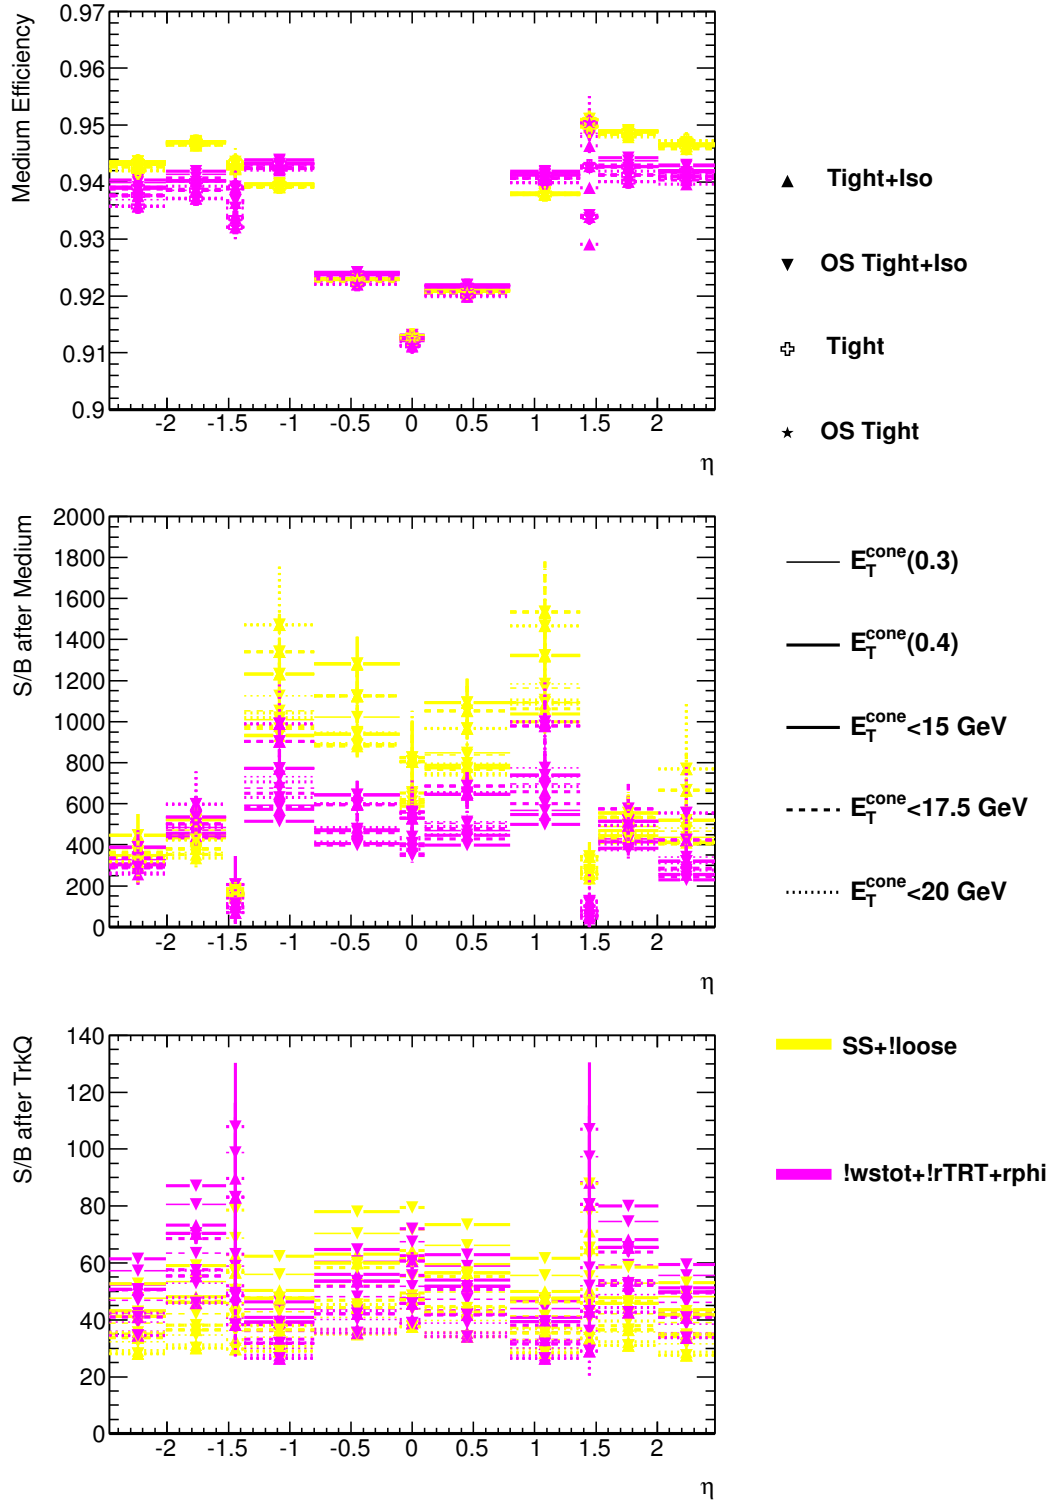 Medium Efficiency
0.97
0.96
0.95
0.94
0.93
0.92
0.91
0.9
-2 -1.5 -1 -0.5 0 0.5 1 1.5 2
η
Tight+Iso
OS Tight+Iso
Tight
OS Tight
S/B after Medium
2000
1800
1600
1400
1200
1000
800
600
400
200
0
-2 -1.5 -1 -0.5 0 0.5 1 1.5 2
η
E_T^cone(0.3)
E_T^cone(0.4)
E_T^cone<15 GeV
E_T^cone<17.5 GeV
E_T^cone<20 GeV
S/B after TrkQ
140
120
100
80
60
40
20
0
-2 -1.5 -1 -0.5 0 0.5 1 1.5 2
η
SS+!loose
!wstot+!rTRT+rphi